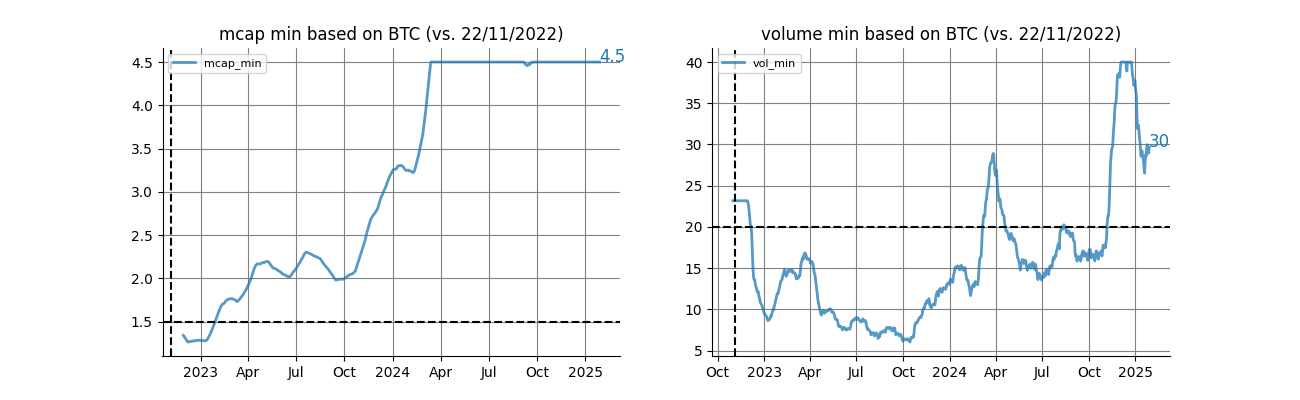 mcap min based on BTC (vs. 22/11/2022)
mcap_min
4.5
4.5
4.0
3.5
3.0
2.5
2.0
1.5
2023 Apr Jul Oct 2024 Apr Jul Oct 2025
volume min based on BTC (vs. 22/11/2022)
vol_min
40
35
30
30
25
20
15
10
5
Oct 2023 Apr Jul Oct 2024 Apr Jul Oct 2025